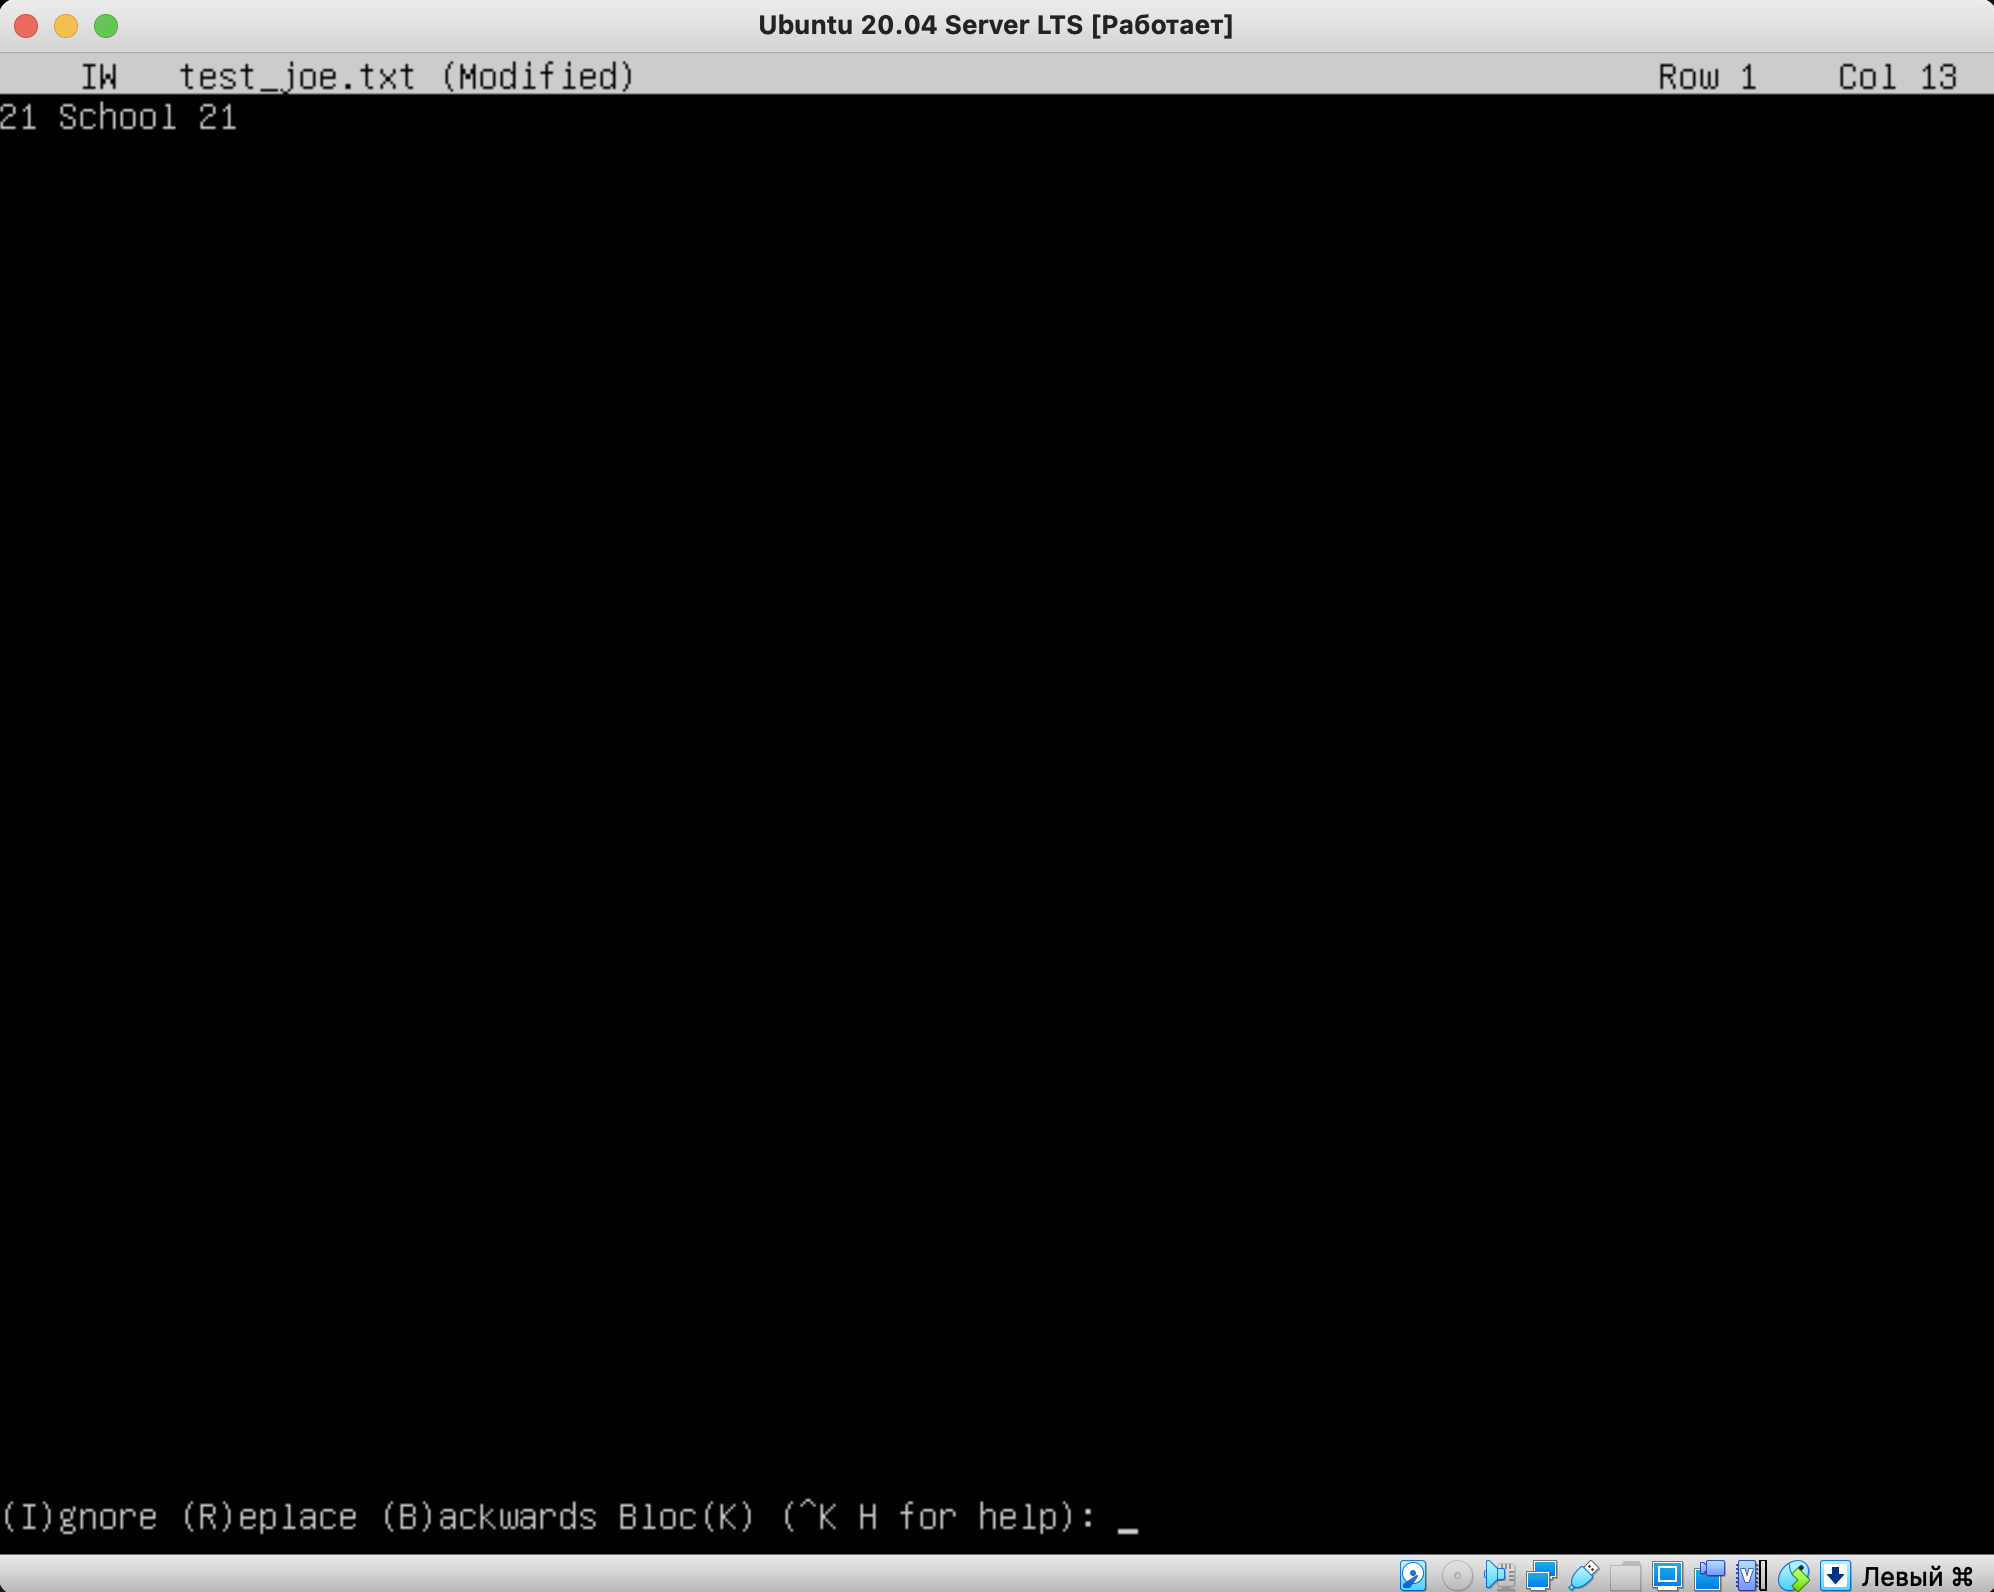 Ubuntu 20.04 Server LTS [Работает]
IW test_joe.txt (Modified) Row 1 Col 13
21 School 21
(I)gnore (R)eplace (B)ackwards Bloc(K) (^K H for help): _
Левый ⌘